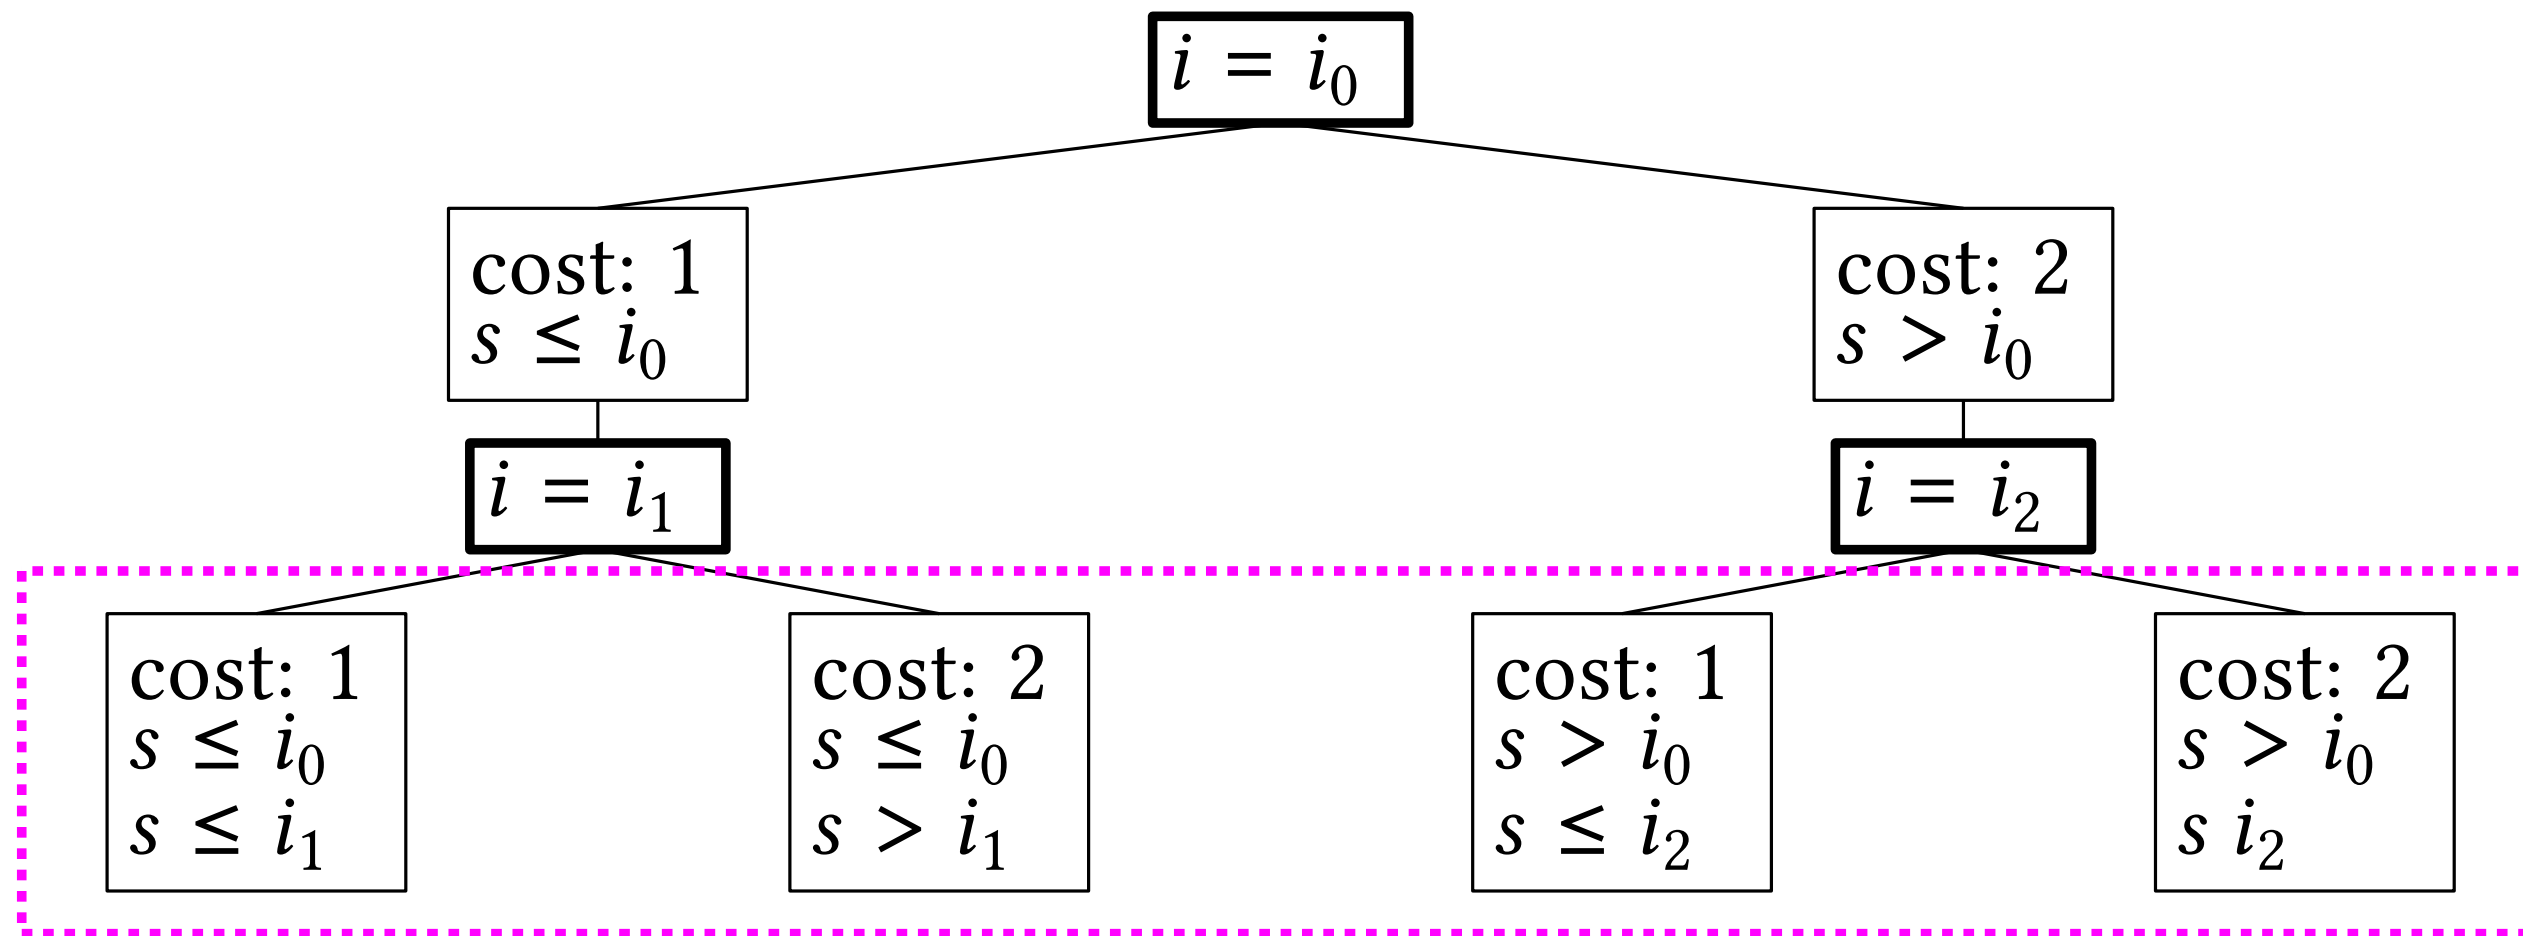 i = i₀
cost: 1
s ≤ i₀
cost: 2
s > i₀
i = i₁
i = i₂
cost: 1
s ≤ i₀
s ≤ i₁
cost: 2
s ≤ i₀
s > i₁
cost: 1
s > i₀
s ≤ i₂
cost: 2
s > i₀
s i₂